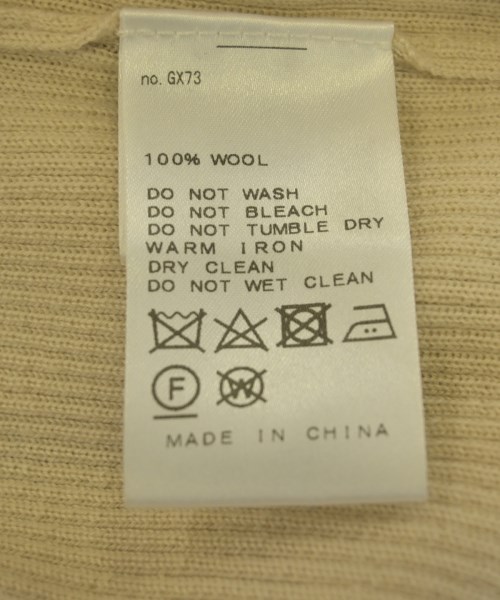 no. GX73
100% WOOL
DO NOT WASH
DO NOT BLEACH
DO NOT TUMBLE DRY
WARM IRON
DRY CLEAN
DO NOT WET CLEAN
F W
MADE IN CHINA